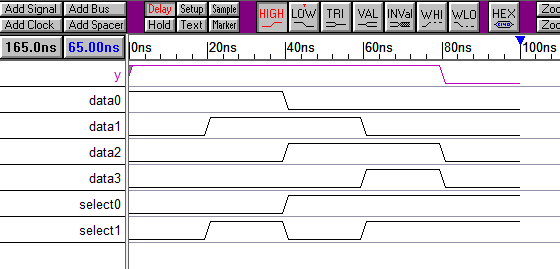 Add Signal Add Bus Delay Setup Sample HIGH LOW TRI VAL INVal WHI WLO HEX Zoo
Add Clock Add Spacer Hold Text Marker Zoo
165.0ns 65.00ns 0ns 20ns 40ns 60ns 80ns 100ns
y
data0
data1
data2
data3
select0
select1